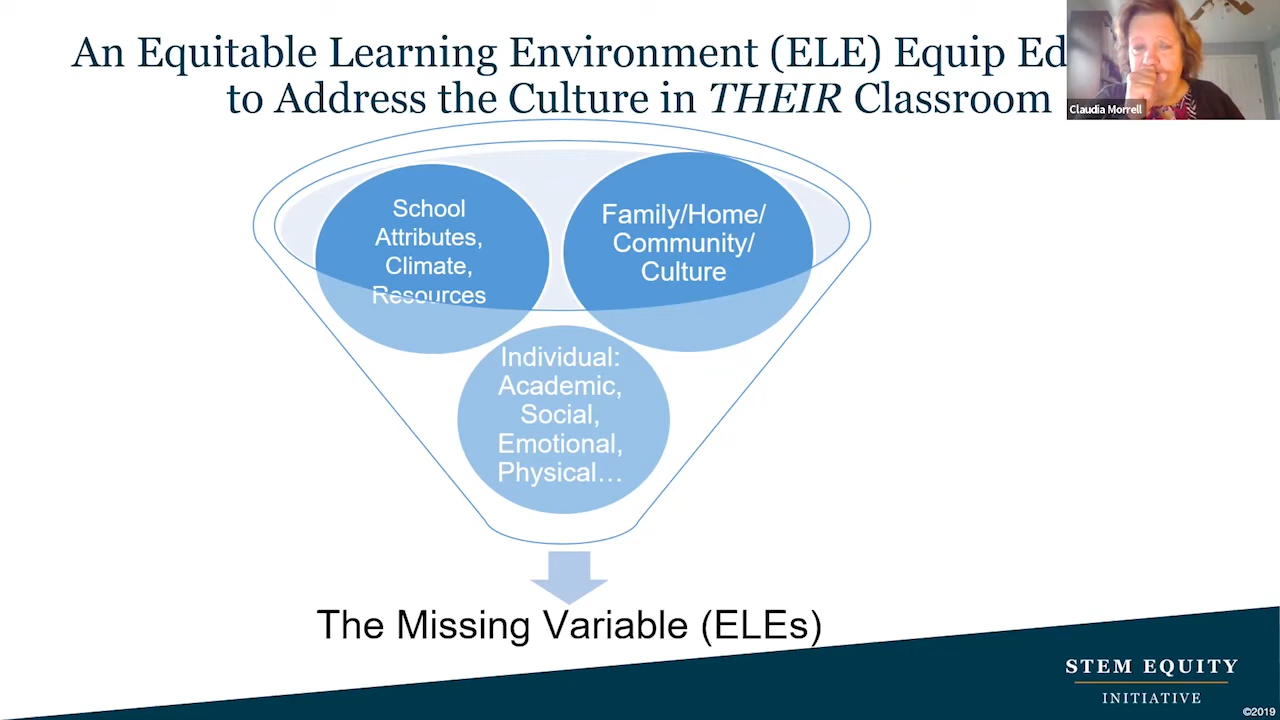 An Equitable Learning Environment (ELE) Equip Ed
to Address the Culture in THEIR Classroom
Claudia Morrell
School
Attributes,
Climate,
Resources
Family/Home/
Community/
Culture
Individual:
Academic,
Social,
Emotional,
Physical…
The Missing Variable (ELEs)
STEM EQUITY
INITIATIVE
©2019